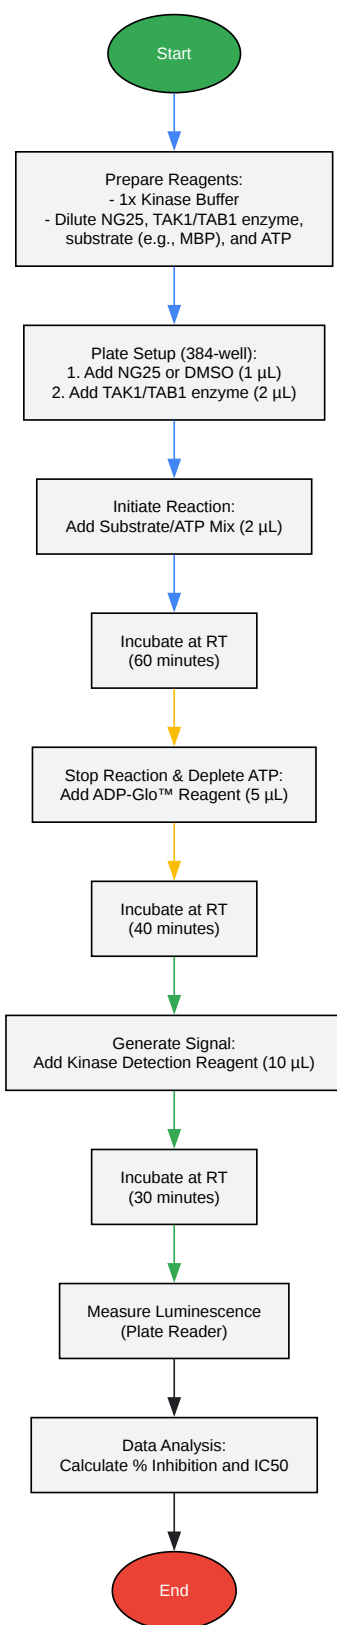 Start
Prepare Reagents:
- 1x Kinase Buffer
- Dilute NG25, TAK1/TAB1 enzyme,
substrate (e.g., MBP), and ATP
Plate Setup (384-well):
1. Add NG25 or DMSO (1 µL)
2. Add TAK1/TAB1 enzyme (2 µL)
Initiate Reaction:
Add Substrate/ATP Mix (2 µL)
Incubate at RT
(60 minutes)
Stop Reaction & Deplete ATP:
Add ADP-Glo™ Reagent (5 µL)
Incubate at RT
(40 minutes)
Generate Signal:
Add Kinase Detection Reagent (10 µL)
Incubate at RT
(30 minutes)
Measure Luminescence
(Plate Reader)
Data Analysis:
Calculate % Inhibition and IC50
End